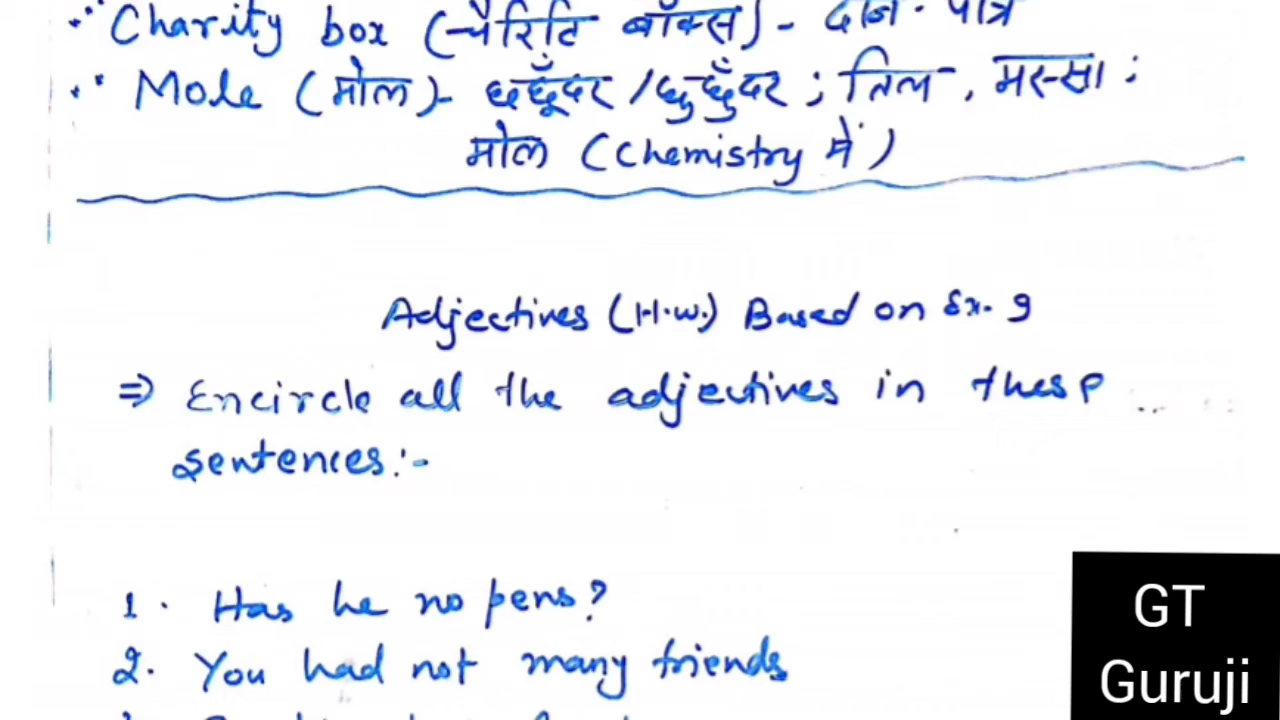 Charity box (चैरिटि बॉक्स)- दान-पात्र
Mole (मोल)- छछूँदर / छुछुँदर ; तिल , मस्सा :
मोल (Chemistry में)
Adjectives (H.w.) Based on Ex. 9
⇒ Encircle all the adjectives in these
sentences:-
1. Has he no pens?
2. You had not many friends
GT
Guruji